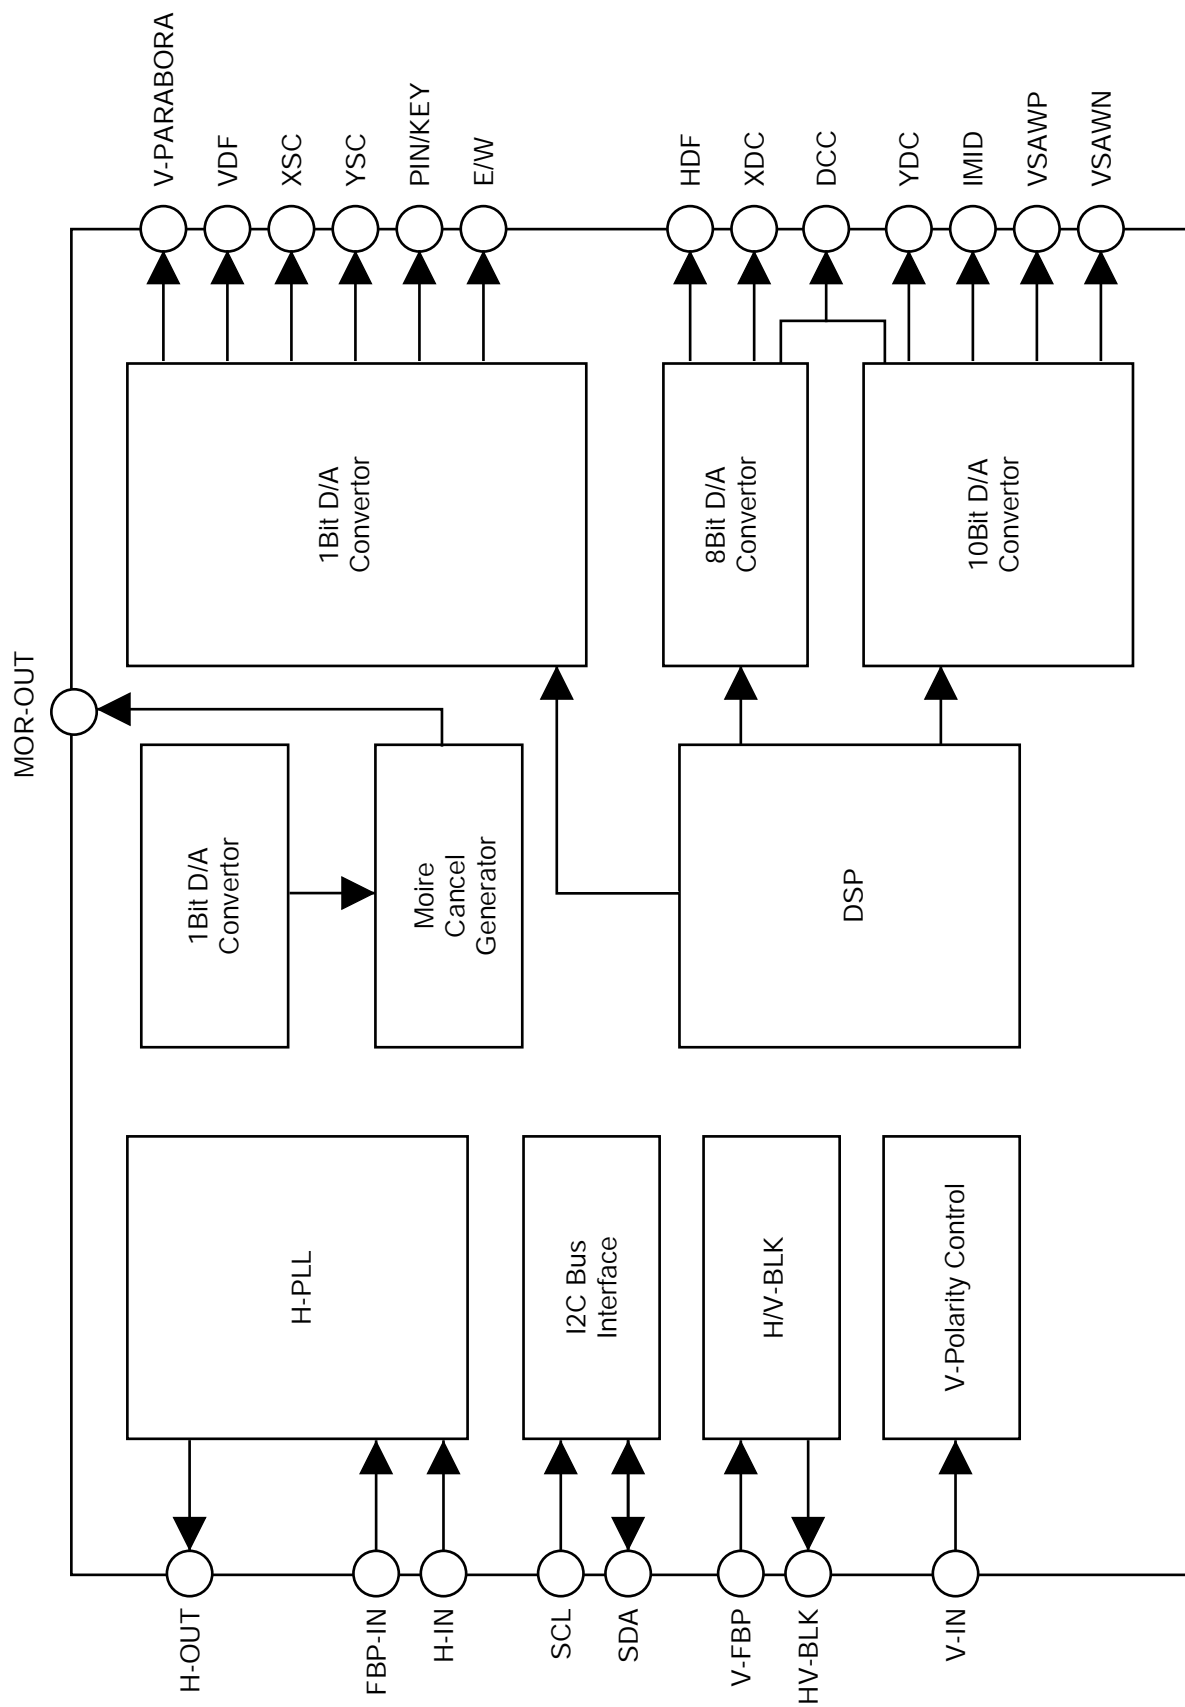 MOR-OUT
H-OUT
FBP-IN
H-IN
SCL
SDA
V-FBP
HV-BLK
V-IN
H-PLL
I2C Bus
Interface
H/V-BLK
V-Polarity Control
1Bit D/A
Convertor
Moire
Cancel
Generator
DSP
1Bit D/A
Convertor
8Bit D/A
Convertor
10Bit D/A
Convertor
V-PARABORA
VDF
XSC
YSC
PIN/KEY
E/W
HDF
XDC
DCC
YDC
IMID
VSAWP
VSAWN